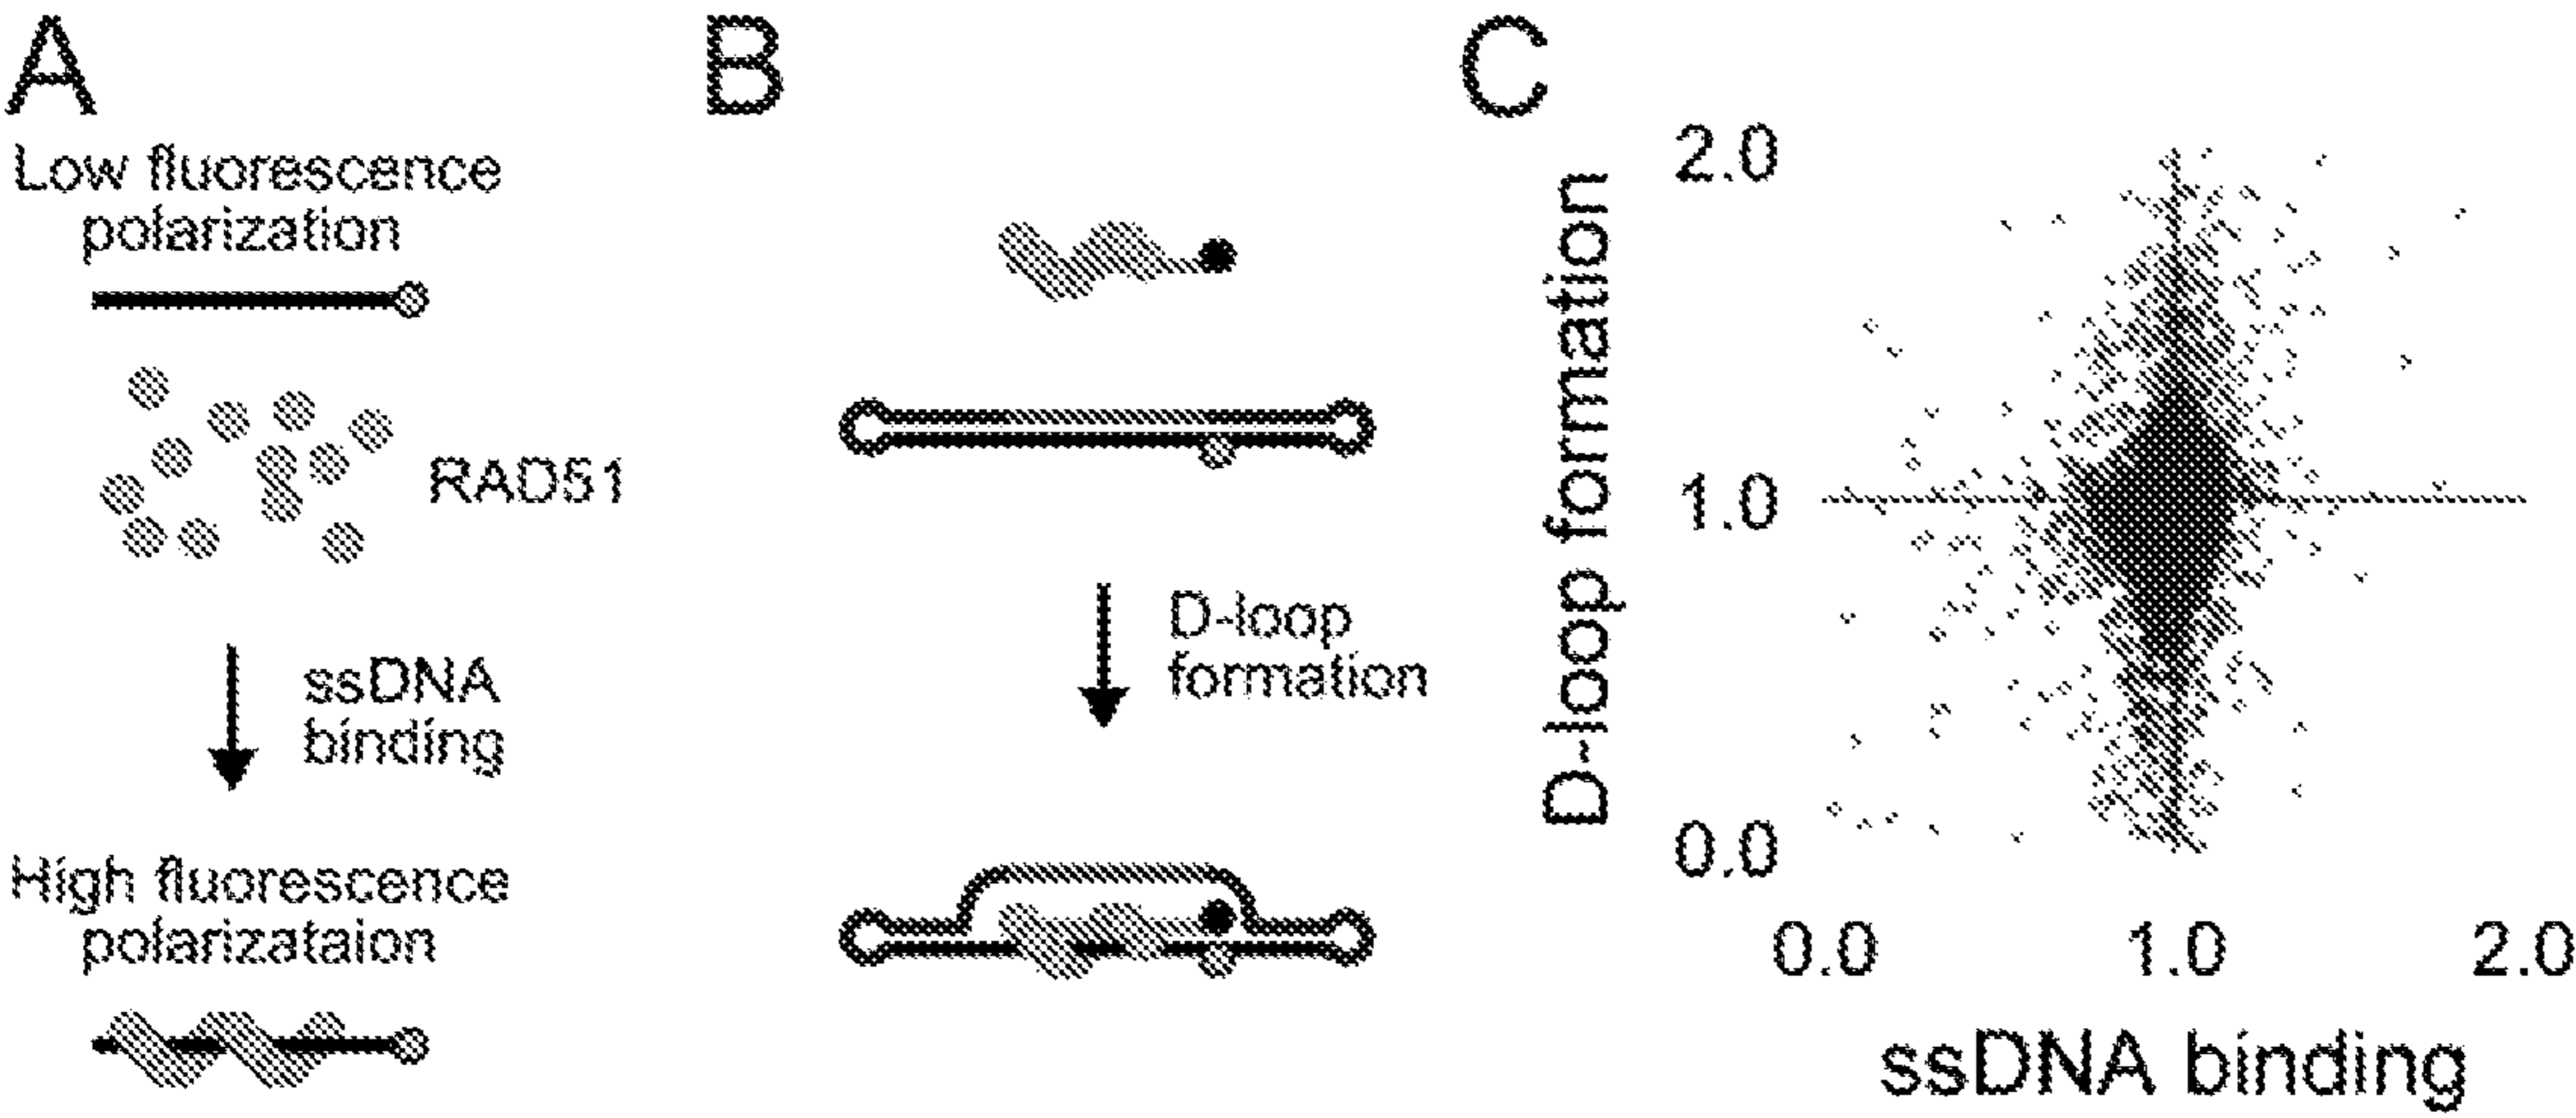 A
Low fluorescence
polarization
RAD51
ssDNA
binding
High fluorescence
polarizataion
B
D-loop
formation
C
D-loop formation
2.0
1.0
0.0
0.0 1.0 2.0
ssDNA binding